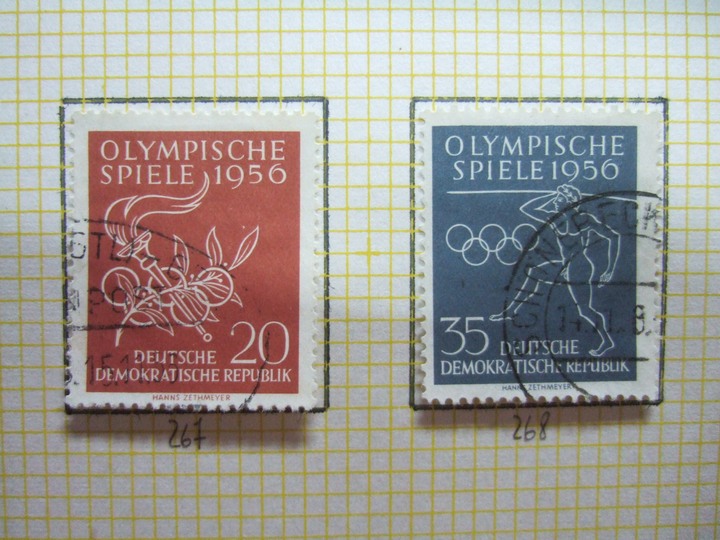 OLYMPISCHE
SPIELE 1956
20
DEUTSCHE
DEMOKRATISCHE REPUBLIK
HANNS ZETHMEYER
267
OLYMPISCHE
SPIELE 1956
35
DEUTSCHE
DEMOKRATISCHE REPUBLIK
HANNS ZETHMEYER
268